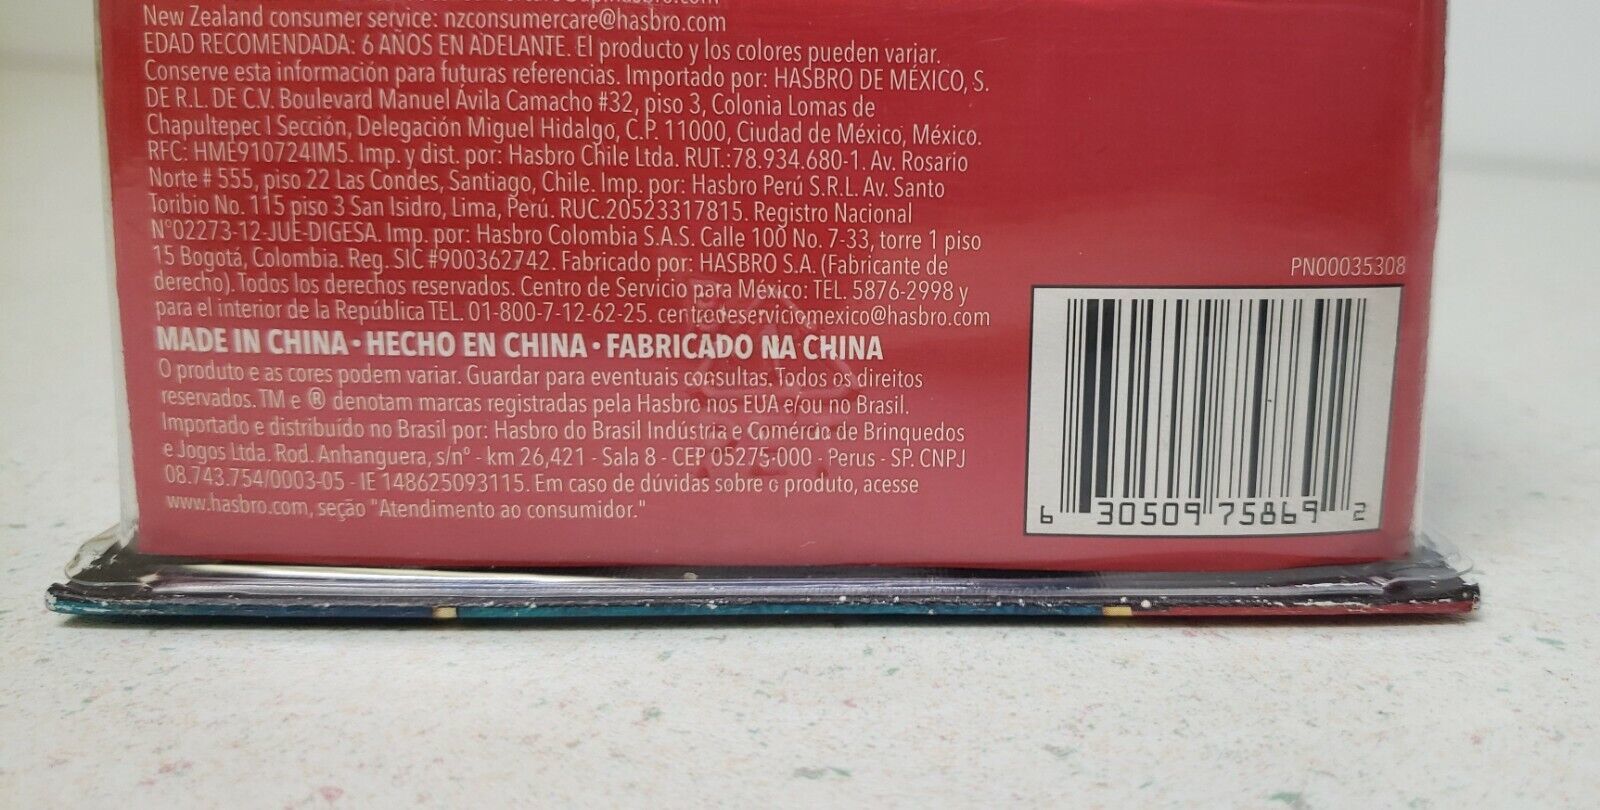 New Zealand consumer service: nzconsumercare@hasbro.com
EDAD RECOMENDADA: 6 AÑOS EN ADELANTE. El producto y los colores pueden variar.
Conserve esta información para futuras referencias. Importado por: HASBRO DE MÉXICO, S.
DE R.L. DE C.V. Boulevard Manuel Ávila Camacho #32, piso 3, Colonia Lomas de
Chapultepec I Sección, Delegación Miguel Hidalgo, C.P. 11000, Ciudad de México, México.
RFC: HME910724IM5. Imp. y dist. por: Hasbro Chile Ltda. RUT.:78.934.680-1. Av. Rosario
Norte # 555, piso 22 Las Condes, Santiago, Chile. Imp. por: Hasbro Perú S.R.L. Av. Santo
Toribio No. 115 piso 3 San Isidro, Lima, Perú. RUC.20523317815. Registro Nacional
N°02273-12-JUE-DIGESA. Imp. por: Hasbro Colombia S.A.S. Calle 100 No. 7-33, torre 1 piso
15 Bogotá, Colombia. Reg. SIC #900362742. Fabricado por: HASBRO S.A. (Fabricante de
derecho). Todos los derechos reservados. Centro de Servicio para México: TEL. 5876-2998 y
para el interior de la República TEL. 01-800-7-12-62-25. centrodeserviciomexico@hasbro.com
MADE IN CHINA • HECHO EN CHINA • FABRICADO NA CHINA
O produto e as cores podem variar. Guardar para eventuais consultas. Todos os direitos
reservados. TM e ® denotam marcas registradas pela Hasbro nos EUA e/ou no Brasil.
Importado e distribuído no Brasil por: Hasbro do Brasil Indústria e Comércio de Brinquedos
e Jogos Ltda. Rod. Anhanguera, s/nº - km 26,421 - Sala 8 - CEP 05275-000 - Perus - SP. CNPJ
08.743.754/0003-05 - IE 148625093115. Em caso de dúvidas sobre o produto, acesse
www.hasbro.com, seção "Atendimento ao consumidor."
PN00035308
6 30509 75869 2